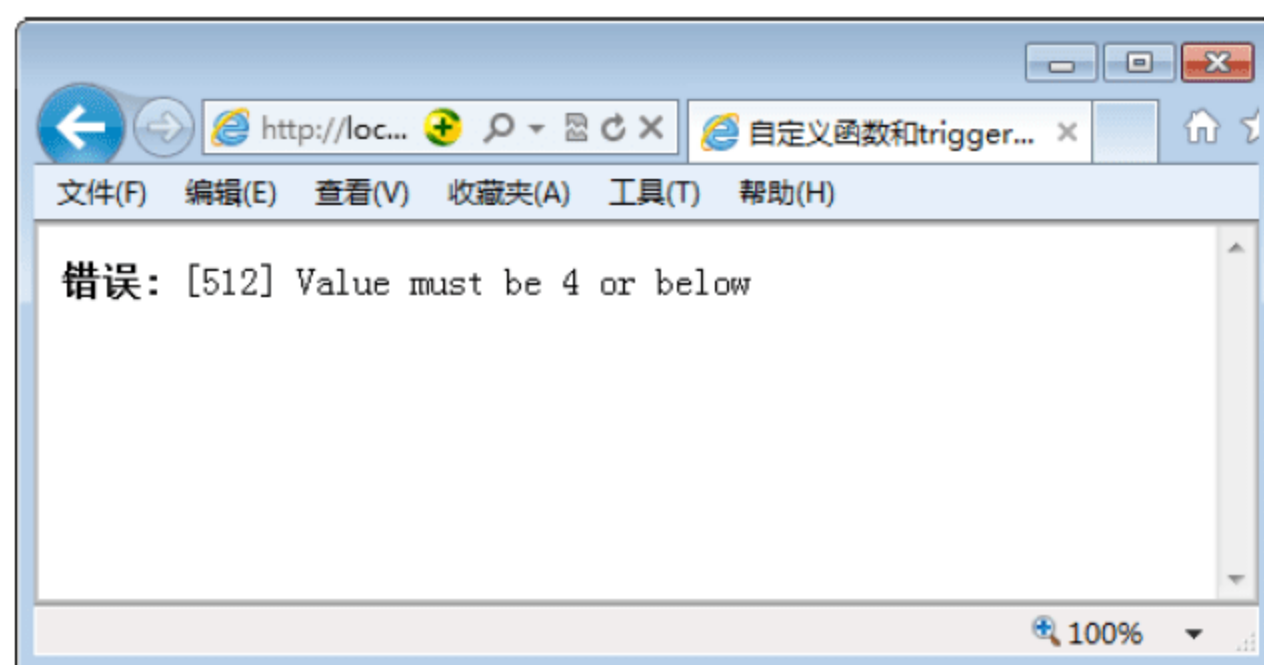 http://loc... 自定义函数和trigger...
文件(F) 编辑(E) 查看(V) 收藏夹(A) 工具(T) 帮助(H)
错误: [512] Value must be 4 or below
100%